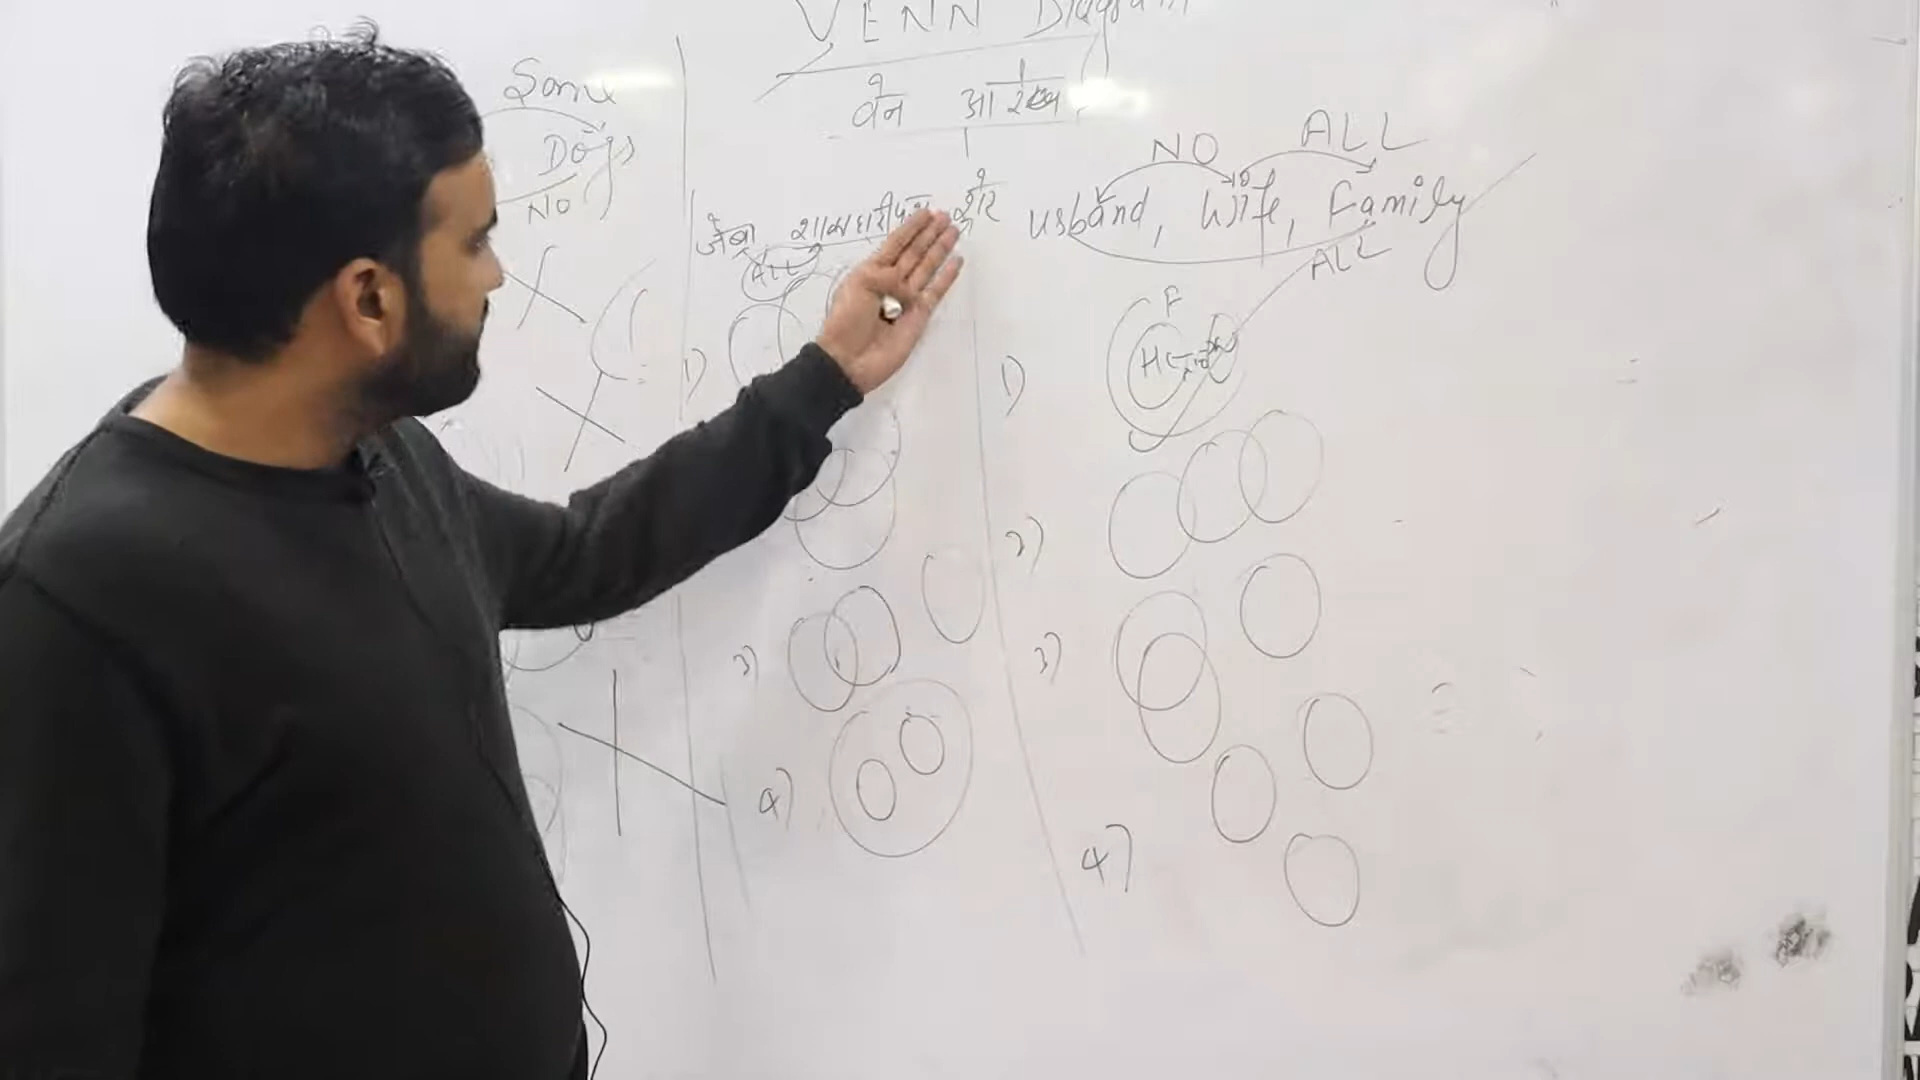 VENN Diagram
वेन आरेख
Some
Dogs
NO
जेब्रा शाकाहारी शेर
ALL
NO ALL
usband, Wife, Family
ALL
F
H
1)
3)
4)
1)
2)
3)
4)